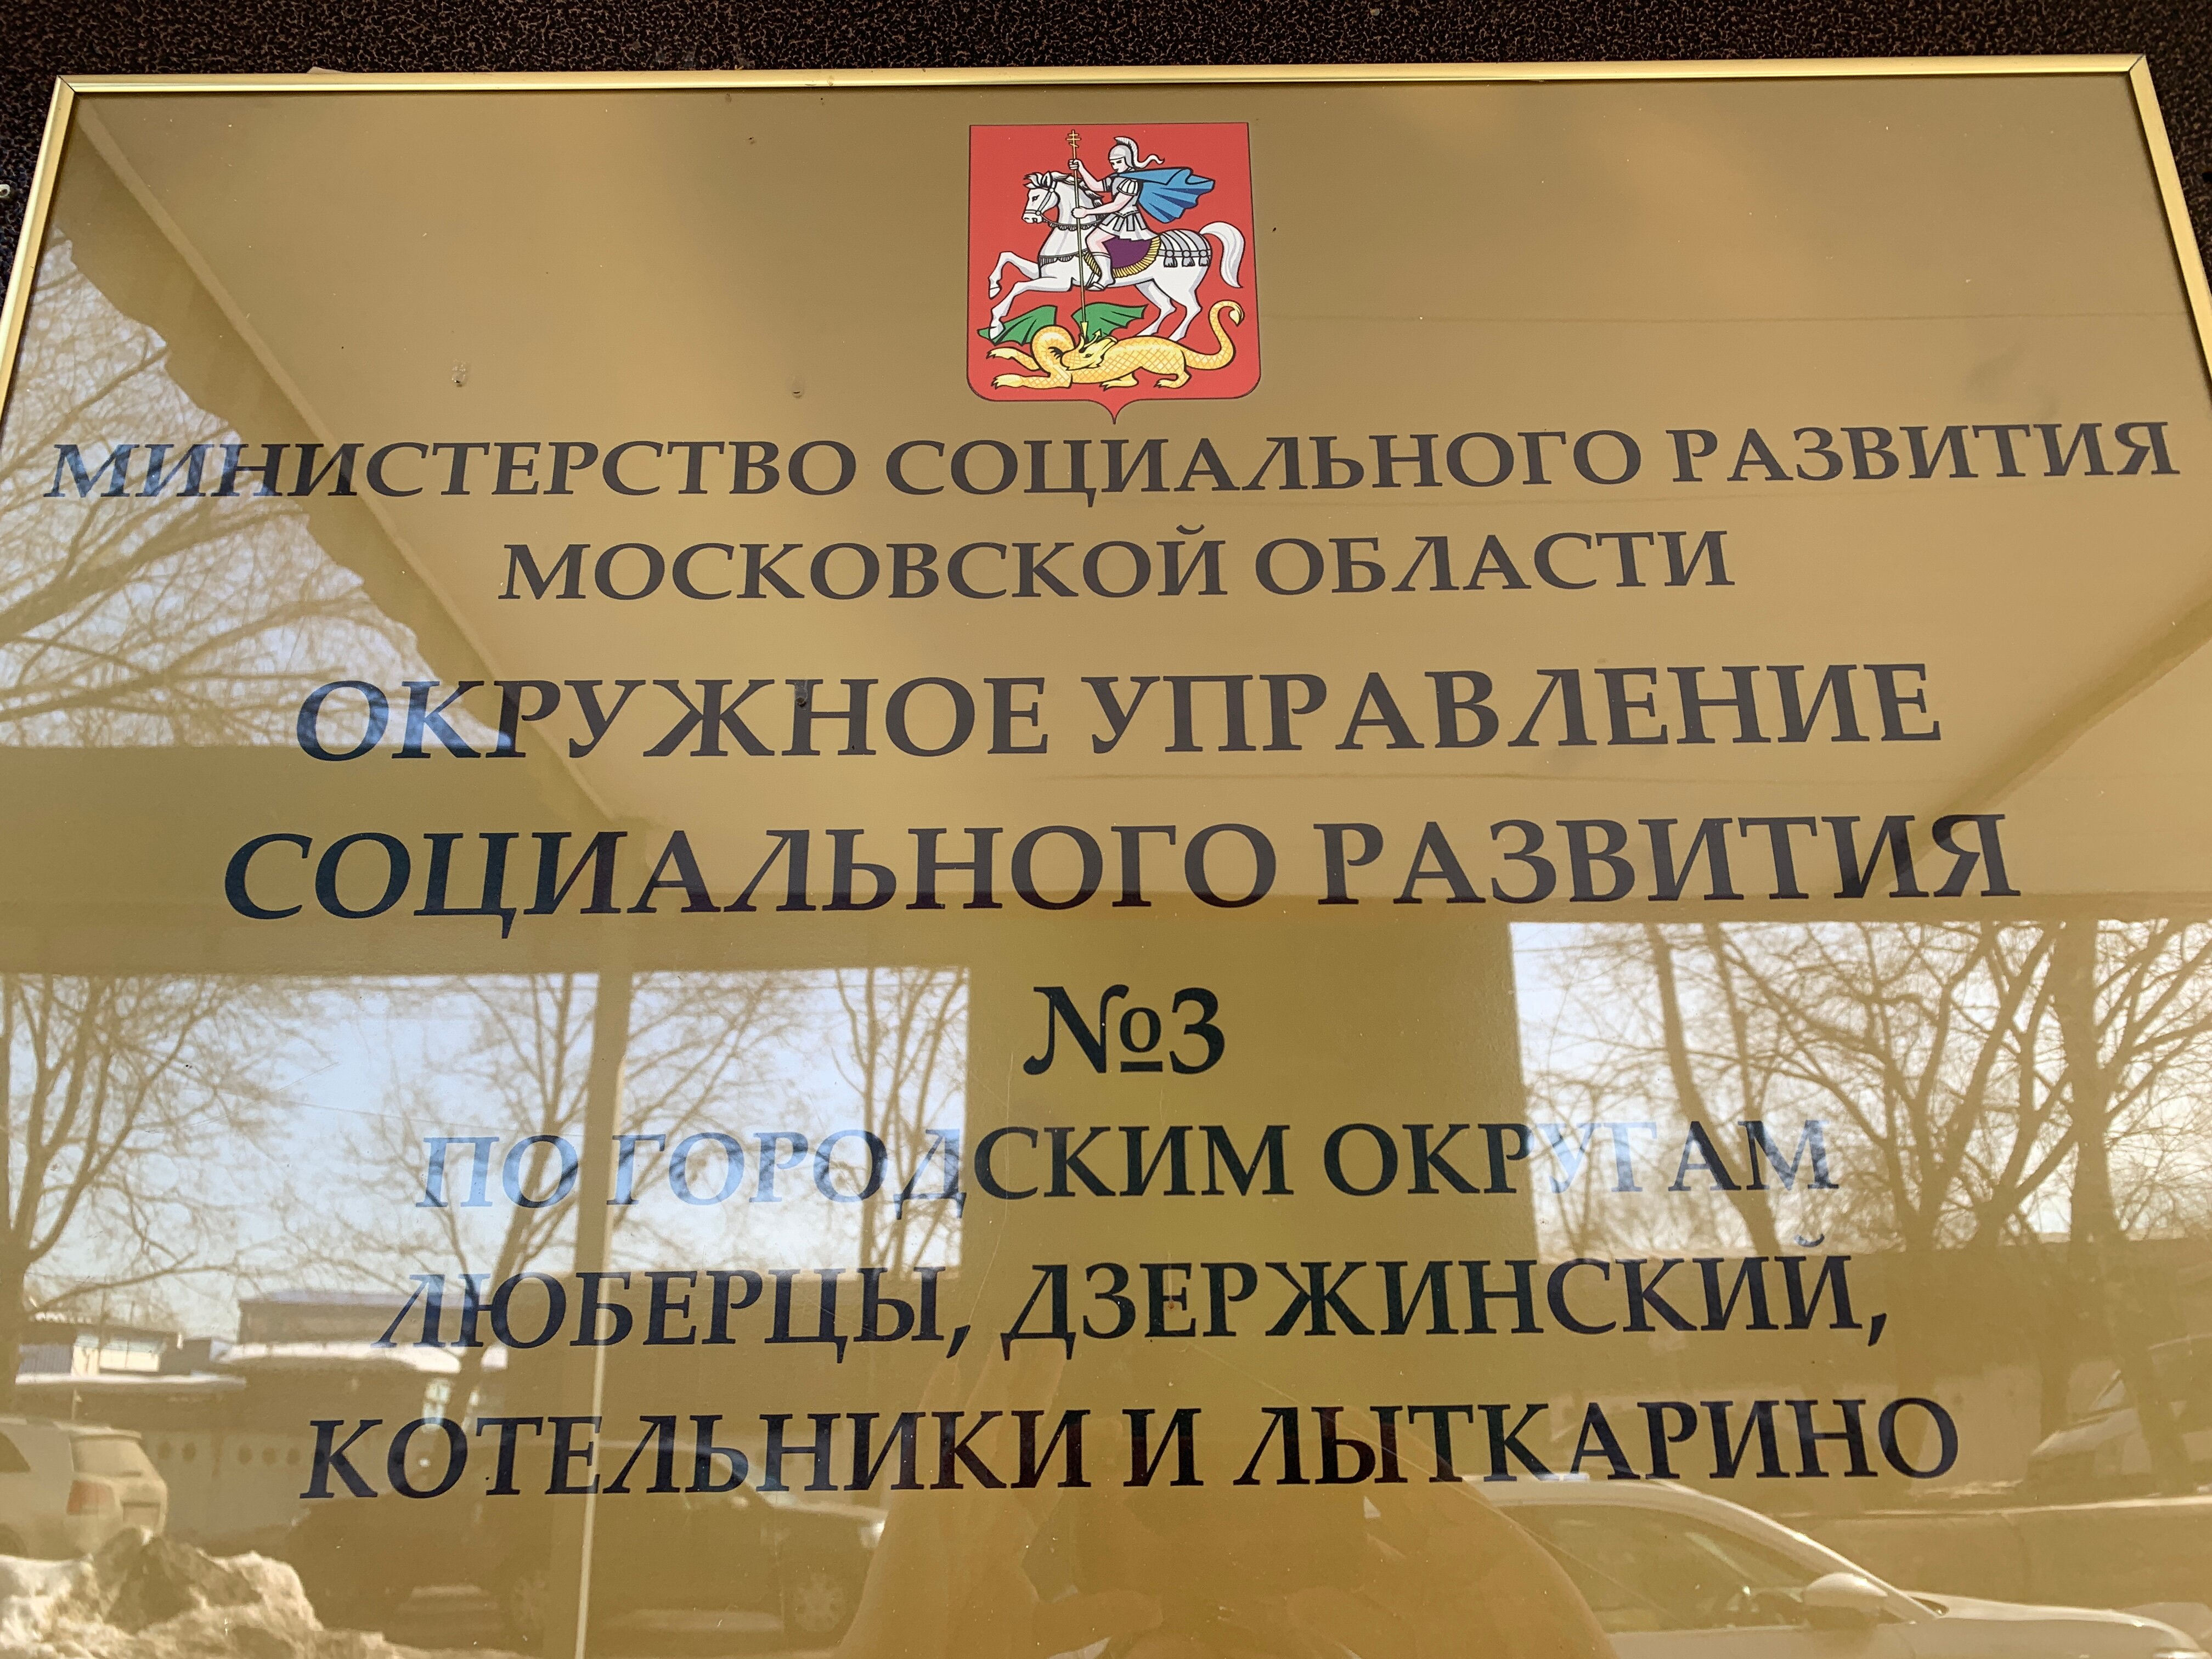 МИНИСТЕРСТВО СОЦИАЛЬНОГО РАЗВИТИЯ
МОСКОВСКОЙ ОБЛАСТИ
ОКРУЖНОЕ УПРАВЛЕНИЕ
СОЦИАЛЬНОГО РАЗВИТИЯ
№3
ПО ГОРОДСКИМ ОКРУГАМ
ЛЮБЕРЦЫ, ДЗЕРЖИНСКИЙ,
КОТЕЛЬНИКИ И ЛЫТКАРИНО